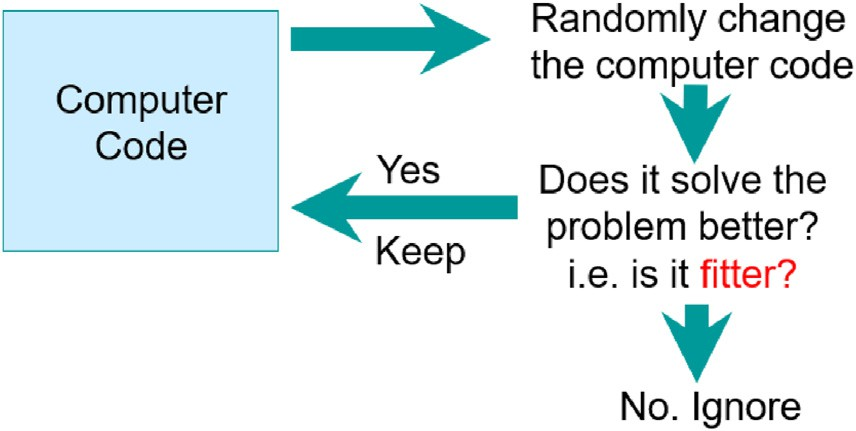 Computer
Code
Randomly change
the computer code
Does it solve the
problem better?
i.e. is it fitter?
Yes
Keep
No. Ignore